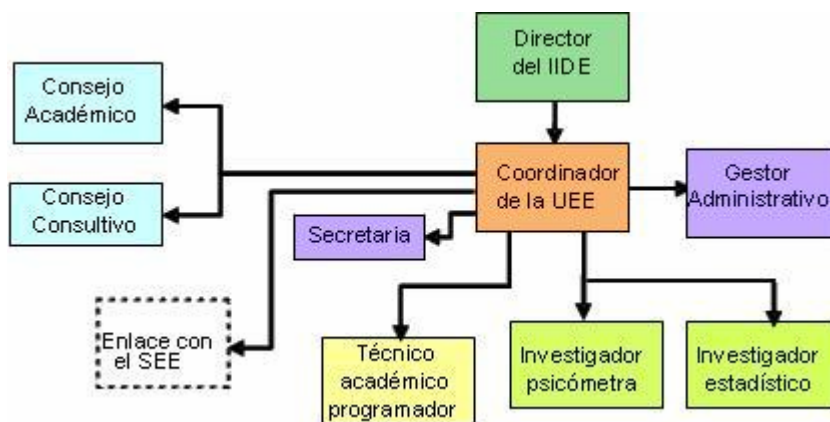 Director
del IIDE
Consejo
Académico
Coordinador
de la UEE
Gestor
Administrativo
Consejo
Consultivo
Secretaria
Enlace con
el SEE
Técnico
académico
programador
Investigador
psicómetra
Investigador
estadístico